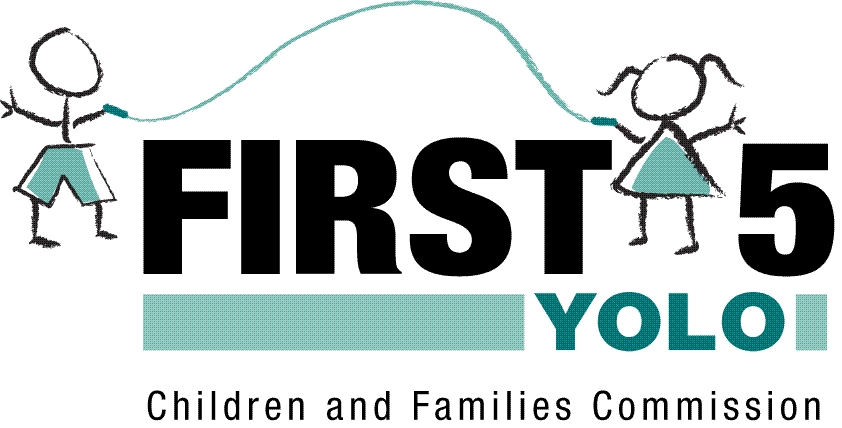 FIRST 5
YOLO
Children and Families Commission